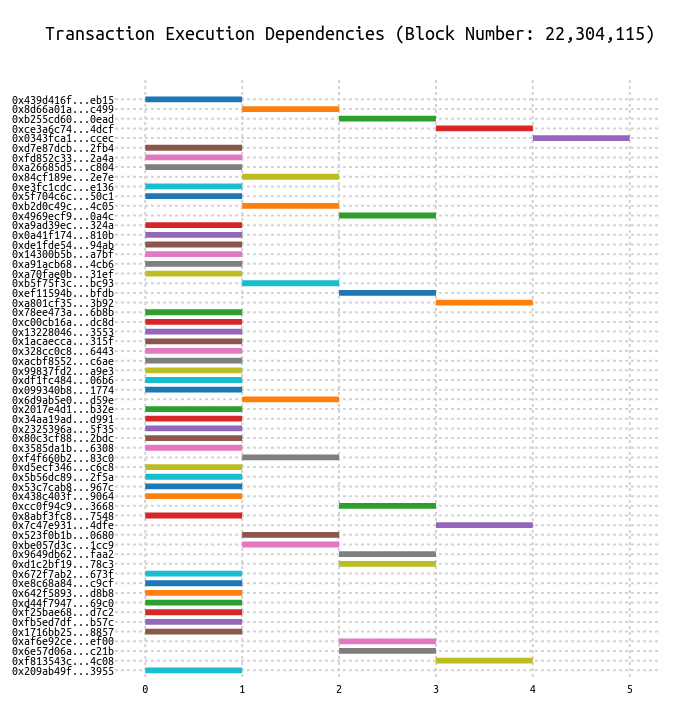 Transaction Execution Dependencies (Block Number: 22,304,115)
0x439d416f...eb15
0x8d66a01a...c499
0xb255cd60...0ead
0xce3a6c74...4dcf
0x0343fca1...ccec
0xd7e87dcb...2fb4
0xfd852c33...2a4a
0xa26685d5...c804
0x84cf189e...2e7e
0xe3fc1cdc...e136
0x5f704c6c...50c1
0xb2d0c49c...4c05
0x4969ecf9...0a4c
0xa9ad39ec...324a
0x0a41f174...810b
0xde1fde54...94ab
0x14300b5b...a7bf
0xa91acb68...4cb6
0xa70fae0b...31ef
0xb5f75f3c...bc93
0xef11594b...bfdb
0xa801cf35...3b92
0x78ee473a...6b8b
0xc00cb16a...dc8d
0x13228046...3553
0x1acaecca...315f
0x328cc0c8...6443
0xacbf8552...c6ae
0x99837fd2...a9e3
0xdf1fc484...06b6
0x099340b8...1774
0x6d9ab5e0...d59e
0x2017e4d1...b32e
0x34aa19ad...d991
0x2325396a...5f35
0x80c3cf88...2bdc
0x3585da1b...6308
0xf4f660b2...83c0
0xd5ecf346...c6c8
0x5b56dc89...2f5a
0x53c7cab8...967c
0x438c403f...9064
0xcc0f94c9...3668
0x8abf3fc8...7548
0x7c47e931...4dfe
0x523f0b1b...0680
0xbe057d3c...1cc9
0x9649db62...faa2
0xd1c2bf19...78c3
0x672f7ab2...673f
0xe8c68a84...c9cf
0x642f5893...d8b8
0xd44f7947...69c0
0xf25bae68...d7c2
0xfb5ed7df...b57c
0x1716bb25...8857
0xaf6e92ce...ef00
0x6e57d06a...c21b
0xf813543c...4c08
0x209ab49f...3955
0 1 2 3 4 5